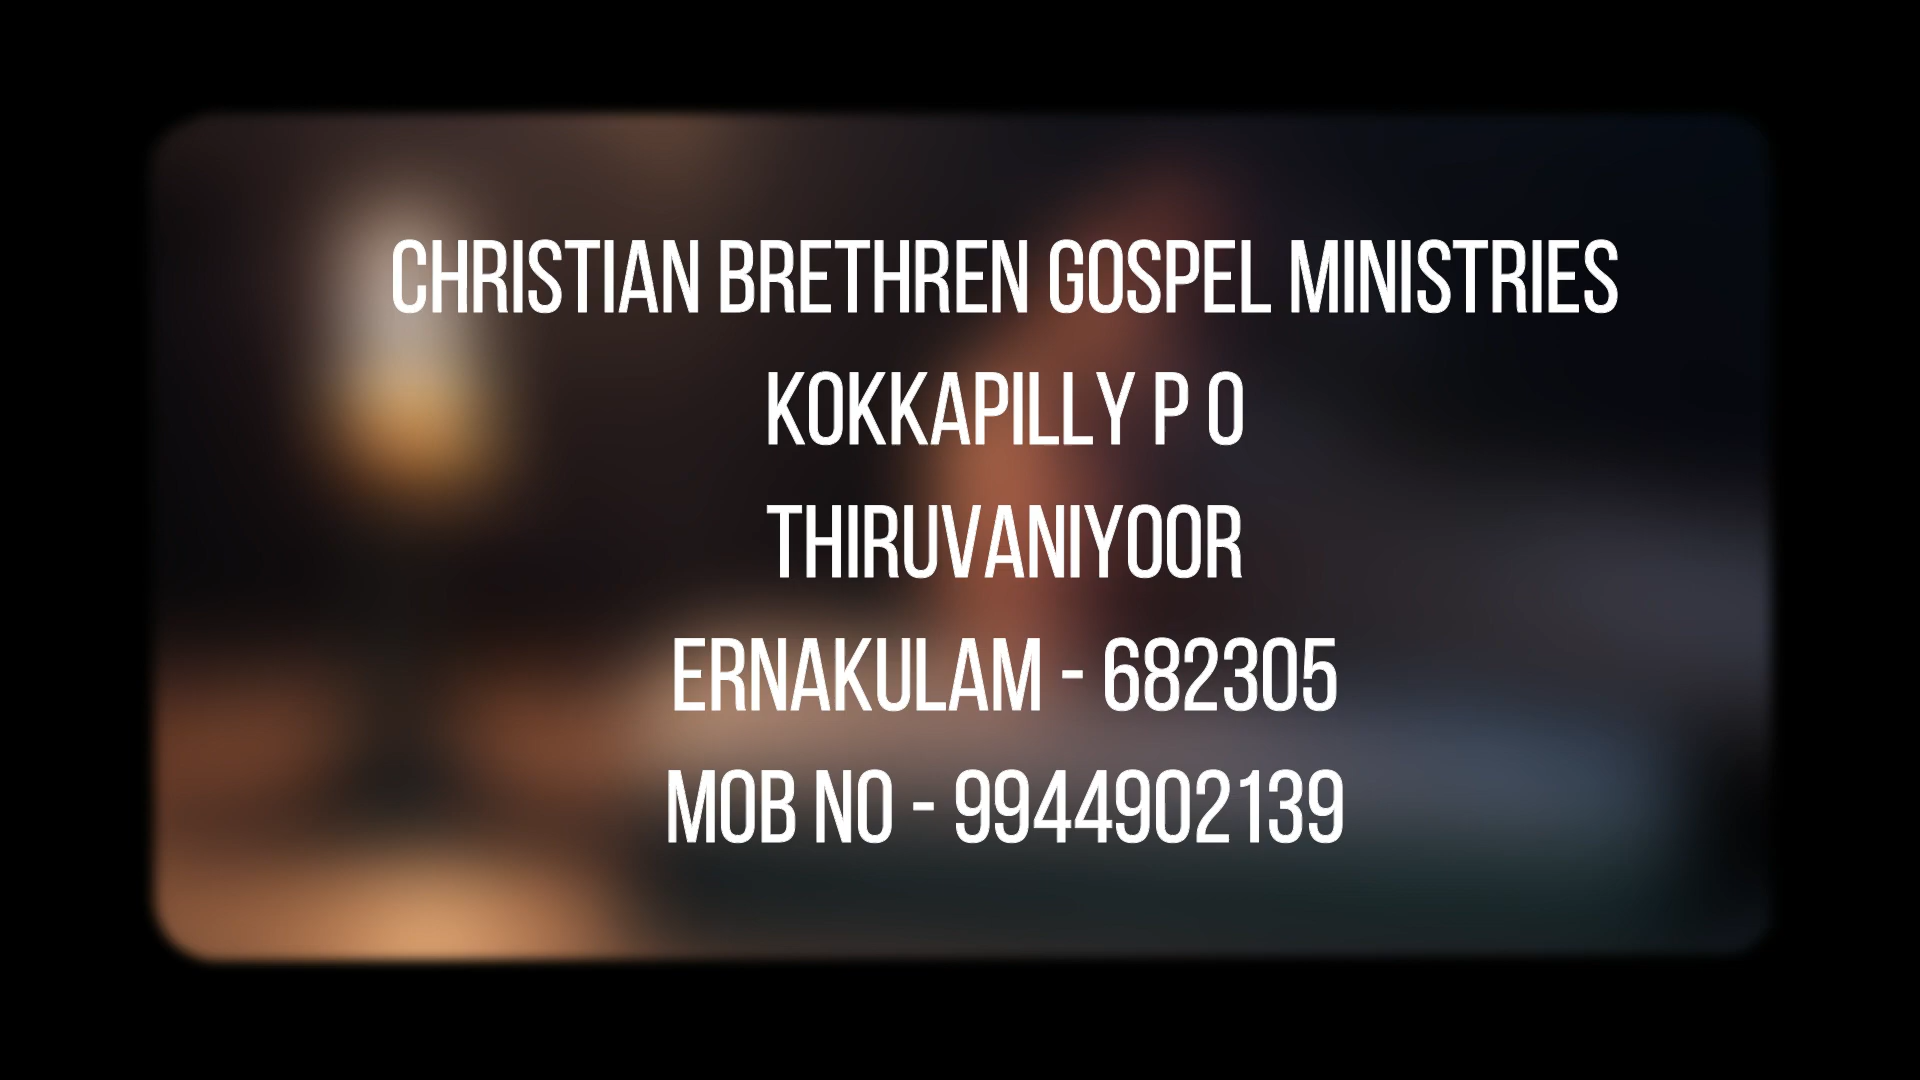 CHRISTIAN BRETHREN GOSPEL MINISTRIES
KOKKAPILLY P O
THIRUVANIYOOR
ERNAKULAM - 682305
MOB NO - 9944902139